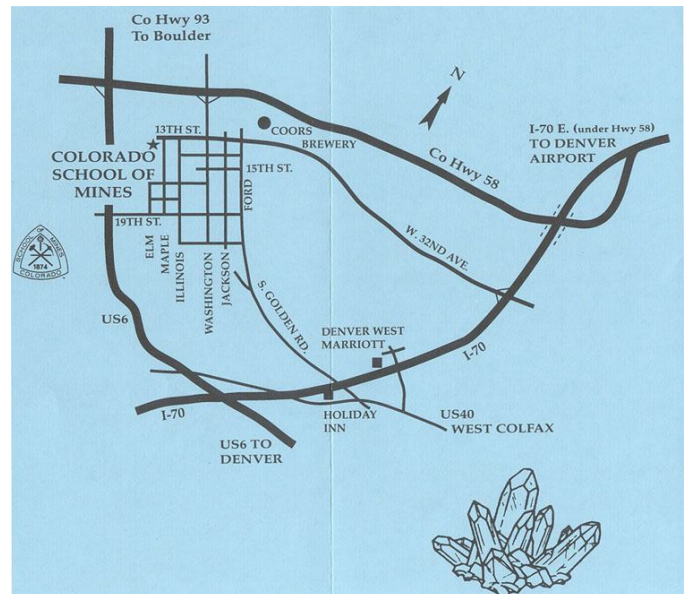 Co Hwy 93
To Boulder
N
I-70 E. (under Hwy 58)
TO DENVER
AIRPORT
13TH ST.
COORS
BREWERY
COLORADO
SCHOOL OF
MINES
15TH ST.
Co Hwy 58
FORD
19TH ST.
W. 32ND AVE.
SCHOOL OF MINES
1874
COLORADO
ELM
MAPLE
ILLINOIS
WASHINGTON
JACKSON
S. GOLDEN RD.
US6
DENVER WEST
MARRIOTT
I-70
I-70
HOLIDAY
INN
US40
WEST COLFAX
US6 TO
DENVER